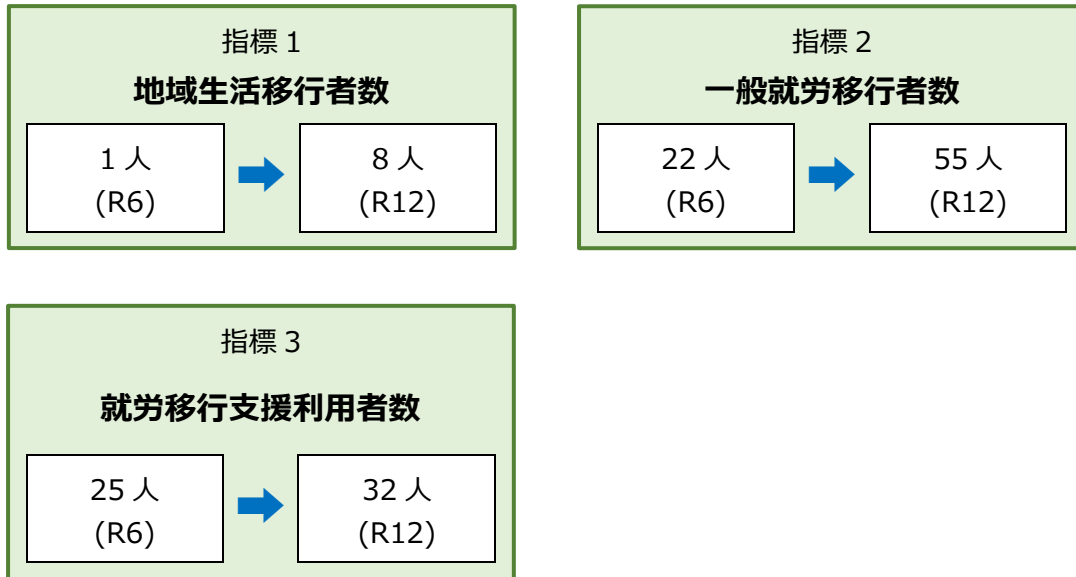 指標１
地域生活移行者数
1 人
(R6)
8 人
(R12)
指標２
一般就労移行者数
22 人
(R6)
55 人
(R12)
指標３
就労移行支援利用者数
25 人
(R6)
32 人
(R12)